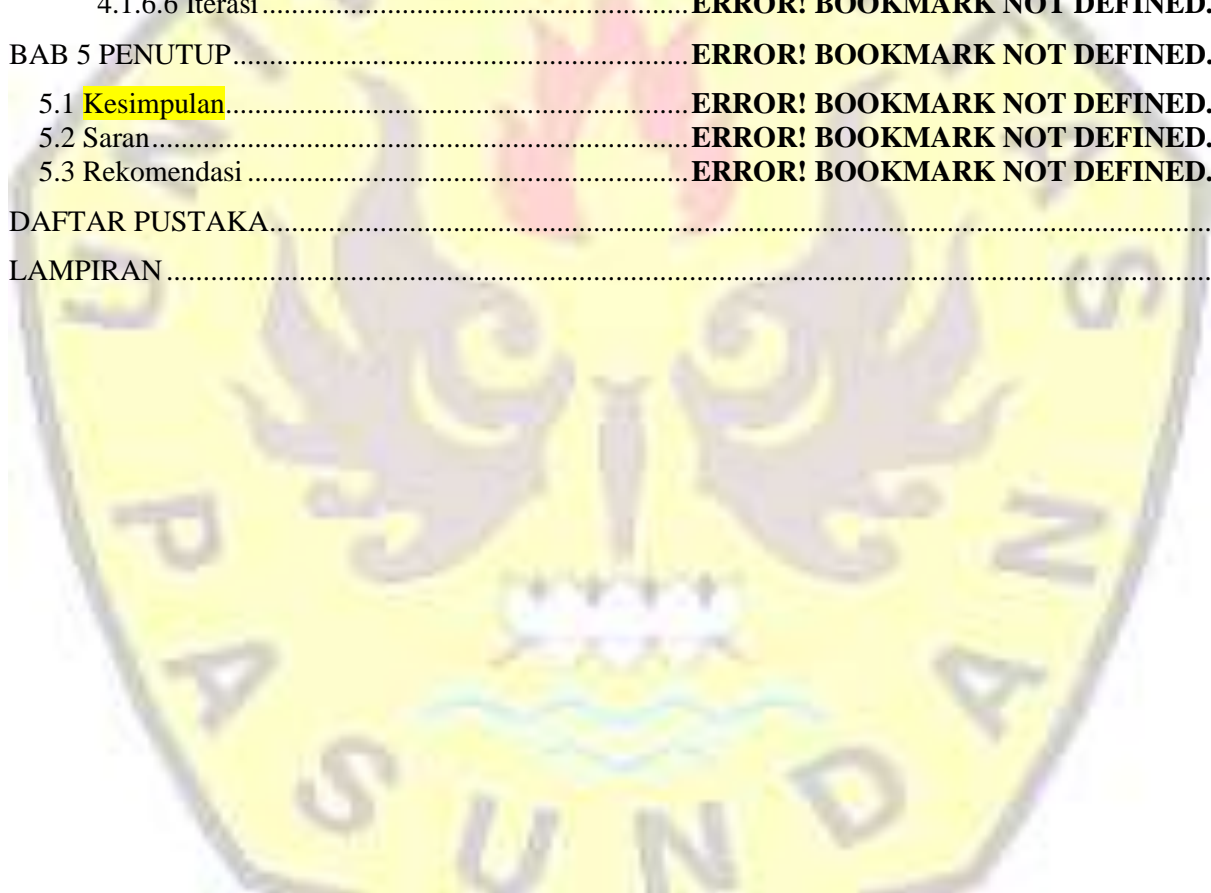 4.1.6.6 Iterasi........................................................................ERROR! BOOKMARK NOT DEFINED.
BAB 5 PENUTUP.............................................................ERROR! BOOKMARK NOT DEFINED.
5.1 Kesimpulan..............................................................ERROR! BOOKMARK NOT DEFINED.
5.2 Saran........................................................................ERROR! BOOKMARK NOT DEFINED.
5.3 Rekomendasi...........................................................ERROR! BOOKMARK NOT DEFINED.
DAFTAR PUSTAKA.............................................................................................................................
LAMPIRAN...........................................................................................................................................
PASUNDAN